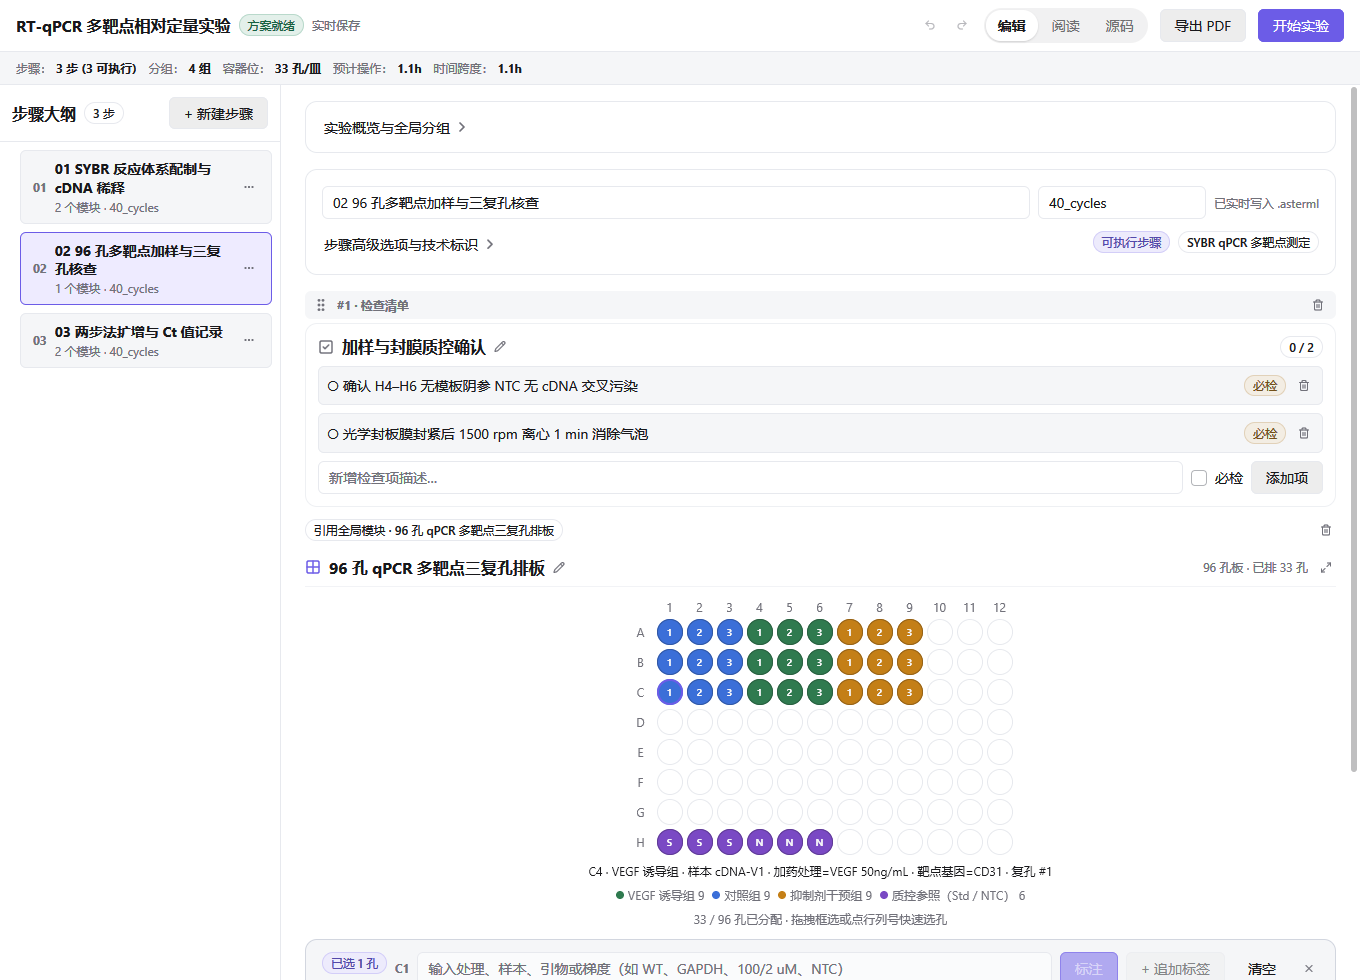 RT-qPCR 多靶点相对定量实验 方案就绪 实时保存 编辑 阅读 源码 导出 PDF 开始实验
步骤: 3 步 (3 可执行) 分组: 4 组 容器位: 33 孔/皿 预计操作: 1.1h 时间跨度: 1.1h
步骤大纲 3 步 + 新建步骤
01 01 SYBR 反应体系配制与
cDNA 稀释
2 个模块 · 40_cycles
02 02 96 孔多靶点加样与三复
孔核查
1 个模块 · 40_cycles
03 03 两步法扩增与 Ct 值记录
2 个模块 · 40_cycles
实验概览与全局分组
02 96 孔多靶点加样与三复孔核查 40_cycles 已实时写入 .asterml
步骤高级选项与技术标识 可执行步骤 SYBR qPCR 多靶点测定
#1 · 检查清单
加样与封膜质控确认 0 / 2
确认 H4–H6 无模板阴参 NTC 无 cDNA 交叉污染 必检
光学封板膜封紧后 1500 rpm 离心 1 min 消除气泡 必检
新增检查项描述... 必检 添加项
引用全局模块 · 96 孔 qPCR 多靶点三复孔排板
96 孔 qPCR 多靶点三复孔排板 96 孔板 · 已排 33 孔
1 2 3 4 5 6 7 8 9 10 11 12
A 1 2 3 1 2 3 1 2 3
B 1 2 3 1 2 3 1 2 3
C 1 2 3 1 2 3 1 2 3
D
E
F
G
H S S S N N N
C4 · VEGF 诱导组 · 样本 cDNA-V1 · 加药处理=VEGF 50ng/mL · 靶点基因=CD31 · 复孔 #1
VEGF 诱导组 9 对照组 9 抑制剂干预组 9 质控参照（Std / NTC） 6
33 / 96 孔已分配 · 拖拽框选或点行列号快速选孔
已选 1 孔 C1 输入处理、样本、引物或梯度（如 WT、GAPDH、100/2 uM、NTC） 标注 + 追加标签 清空 ×